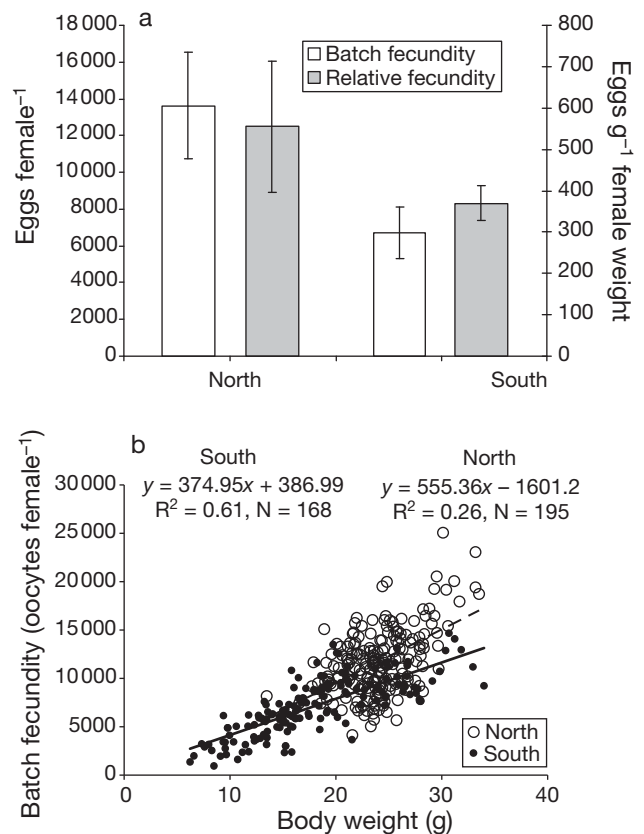 a
18 000
16 000
14 000
12 000
10 000
8000
6000
4000
2000
0
Eggs female⁻¹
Batch fecundity
Relative fecundity
800
700
600
500
400
300
200
100
0
Eggs g⁻¹ female weight
North South
b
South
y = 374.95x + 386.99
R² = 0.61, N = 168
North
y = 555.36x – 1601.2
R² = 0.26, N = 195
30 000
25 000
20 000
15 000
10 000
5000
0
Batch fecundity (oocytes female⁻¹)
North
South
0 10 20 30 40
Body weight (g)